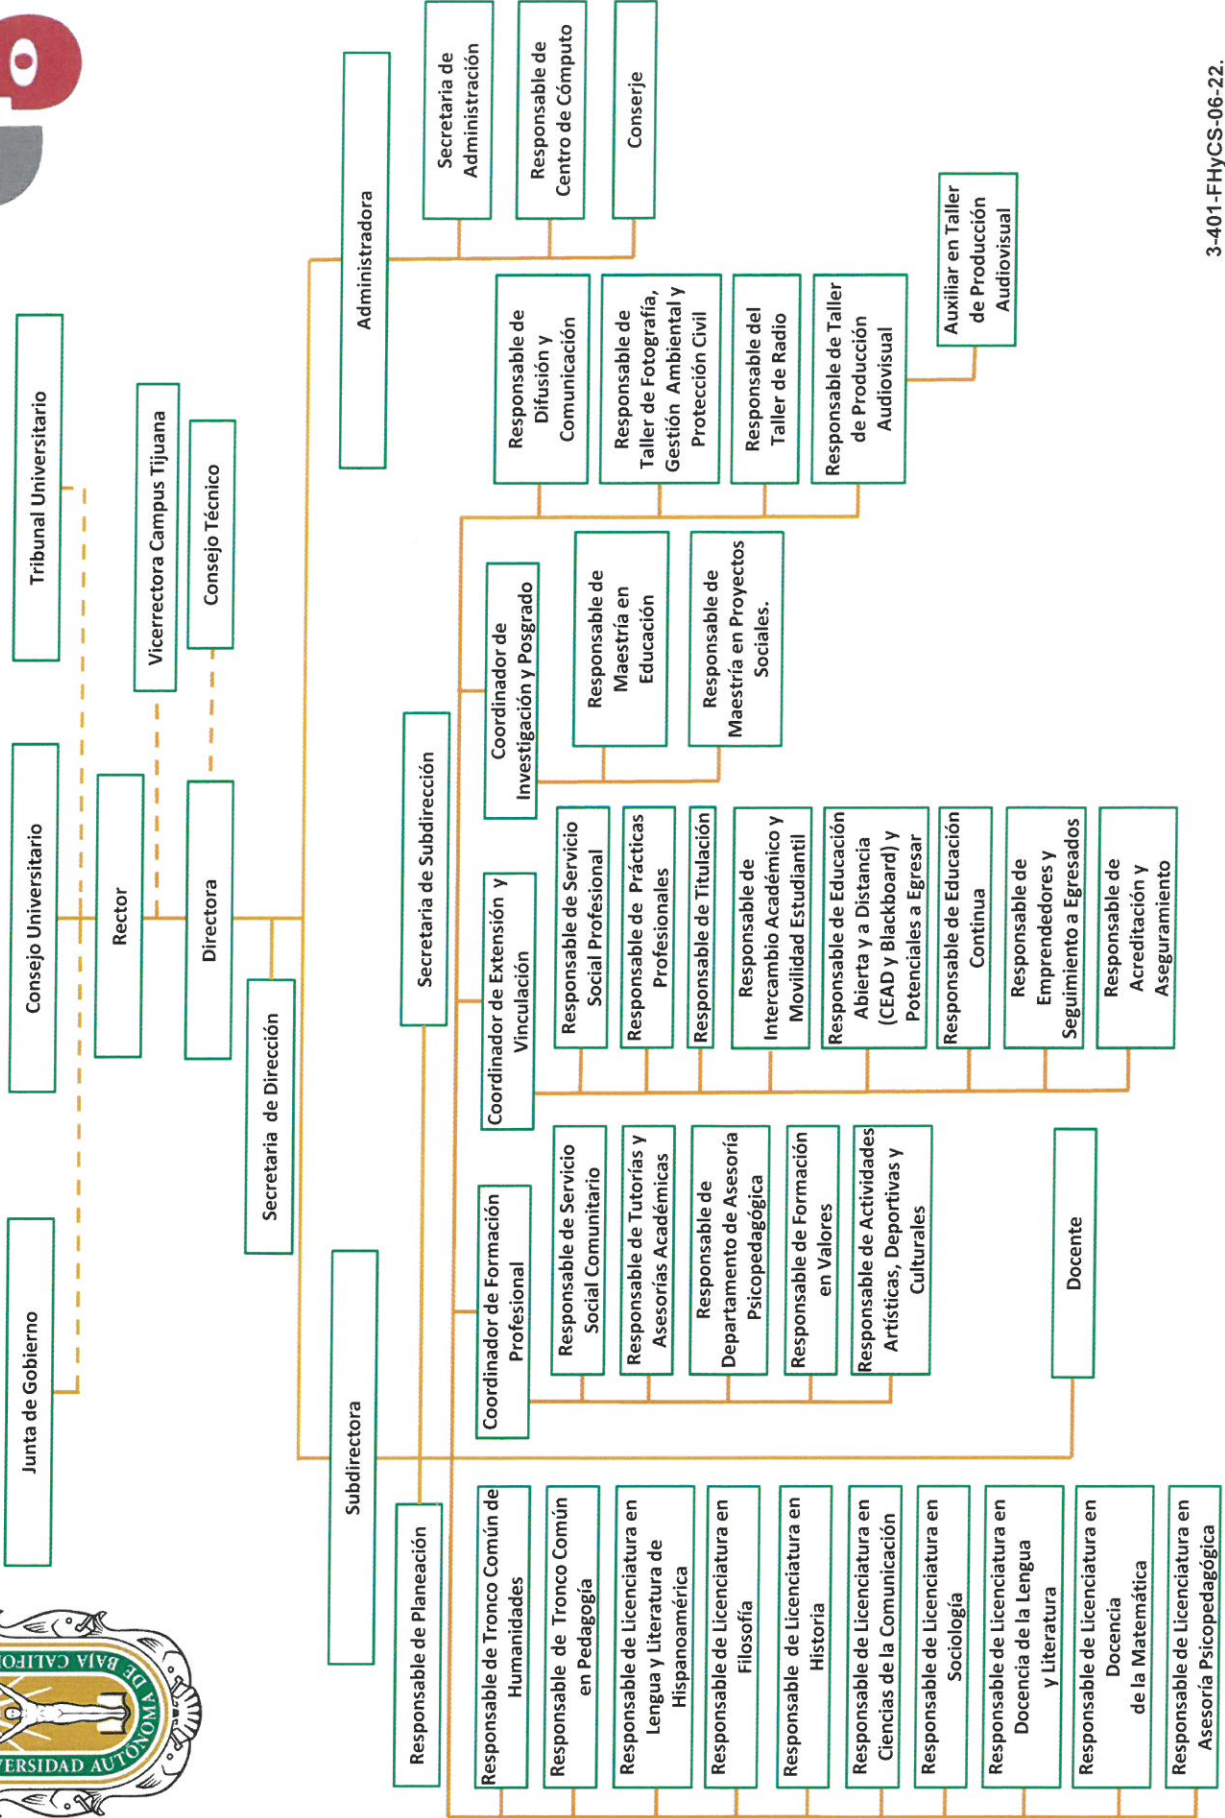 VERSIDAD AUTÓNOMA DE BAJA CALIFO
Junta de Gobierno
Consejo Universitario
Tribunal Universitario
Rector
Vicerrectora Campus Tijuana
Directora
Consejo Técnico
Secretaria de Dirección
Subdirectora
Administradora
Responsable de Planeación
Secretaria de Subdirección
Secretaria de
Administración
Responsable de
Centro de Cómputo
Conserje
Responsable de Tronco Común de
Humanidades
Responsable de Tronco Común
en Pedagogía
Responsable de Licenciatura en
Lengua y Literatura de
Hispanoamérica
Responsable de Licenciatura en
Filosofía
Responsable de Licenciatura en
Historia
Responsable de Licenciatura en
Ciencias de la Comunicación
Responsable de Licenciatura en
Sociología
Responsable de Licenciatura en
Docencia de la Lengua
y Literatura
Responsable de Licenciatura en
Docencia
de la Matemática
Responsable de Licenciatura en
Asesoría Psicopedagógica
Coordinador de Formación
Profesional
Responsable de Servicio
Social Comunitario
Responsable de Tutorías y
Asesorías Académicas
Responsable de
Departamento de Asesoría
Psicopedagógica
Responsable de Formación
en Valores
Responsable de Actividades
Artísticas, Deportivas y
Culturales
Docente
Coordinador de Extensión y
Vinculación
Responsable de Servicio
Social Profesional
Responsable de Prácticas
Profesionales
Responsable de Titulación
Responsable de
Intercambio Académico y
Movilidad Estudiantil
Responsable de Educación
Abierta y a Distancia
(CEAD y Blackboard) y
Potenciales a Egresar
Responsable de Educación
Continua
Responsable de
Emprendedores y
Seguimiento a Egresados
Responsable de
Acreditación y
Aseguramiento
Coordinador de
Investigación y Posgrado
Responsable de
Maestría en
Educación
Responsable de
Maestría en Proyectos
Sociales.
Responsable de
Difusión y
Comunicación
Responsable de
Taller de Fotografía,
Gestión Ambiental y
Protección Civil
Responsable del
Taller de Radio
Responsable de Taller
de Producción
Audiovisual
Auxiliar en Taller
de Producción
Audiovisual
3-401-FHyCS-06-22.